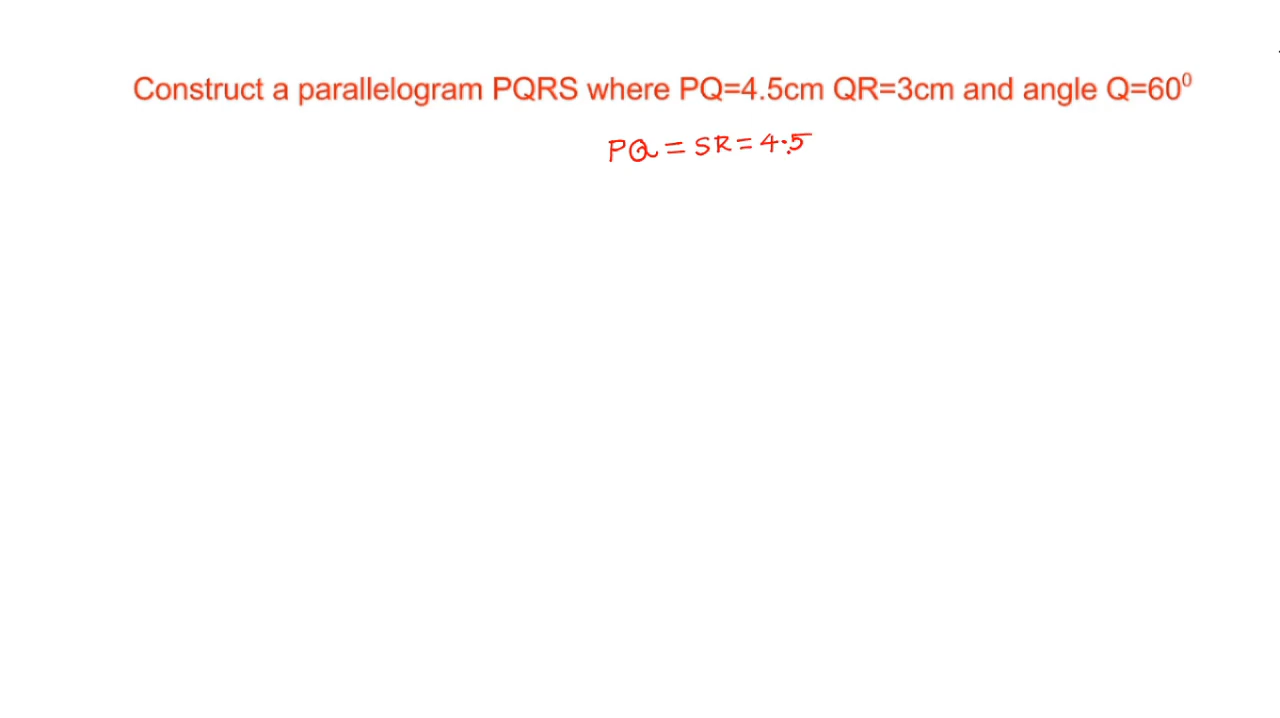 Construct a parallelogram PQRS where PQ=4.5cm QR=3cm and angle Q=60⁰
PQ = SR = 4.5